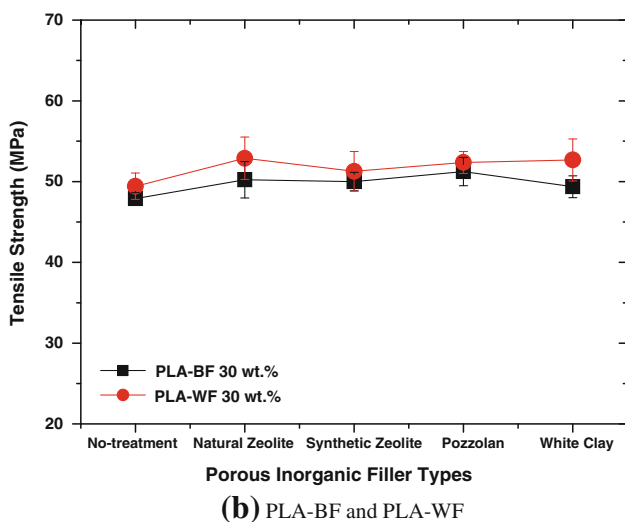 70
60
50
40
30
20
Tensile Strength (MPa)
PLA-BF 30 wt.%
PLA-WF 30 wt.%
No-treatment Natural Zeolite Synthetic Zeolite Pozzolan White Clay
Porous Inorganic Filler Types
(b) PLA-BF and PLA-WF